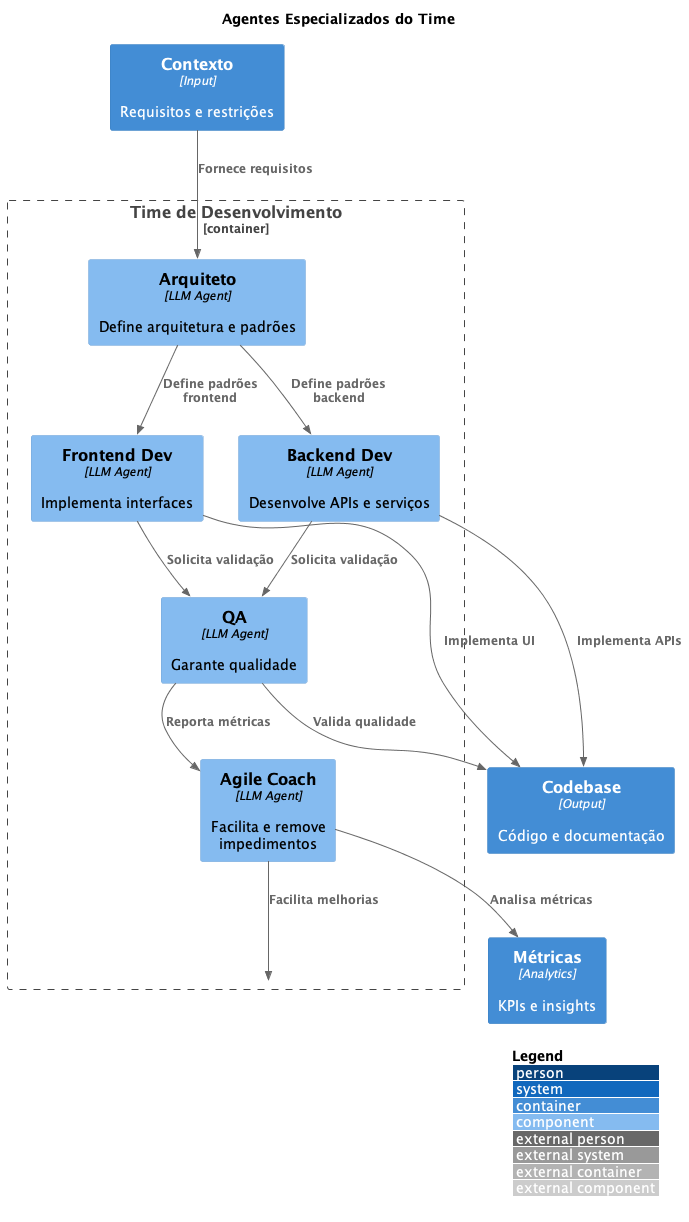 Agentes Especializados do Time
Contexto
[Input]
Requisitos e restrições
Fornece requisitos
Time de Desenvolvimento
[container]
Arquiteto
[LLM Agent]
Define arquitetura e padrões
Define padrões
frontend
Define padrões
backend
Frontend Dev
[LLM Agent]
Implementa interfaces
Backend Dev
[LLM Agent]
Desenvolve APIs e serviços
Solicita validação
Solicita validação
QA
[LLM Agent]
Garante qualidade
Implementa UI
Implementa APIs
Reporta métricas
Valida qualidade
Agile Coach
[LLM Agent]
Facilita e remove
impedimentos
Codebase
[Output]
Código e documentação
Facilita melhorias
Analisa métricas
Métricas
[Analytics]
KPIs e insights
Legend
person
system
container
component
external person
external system
external container
external component